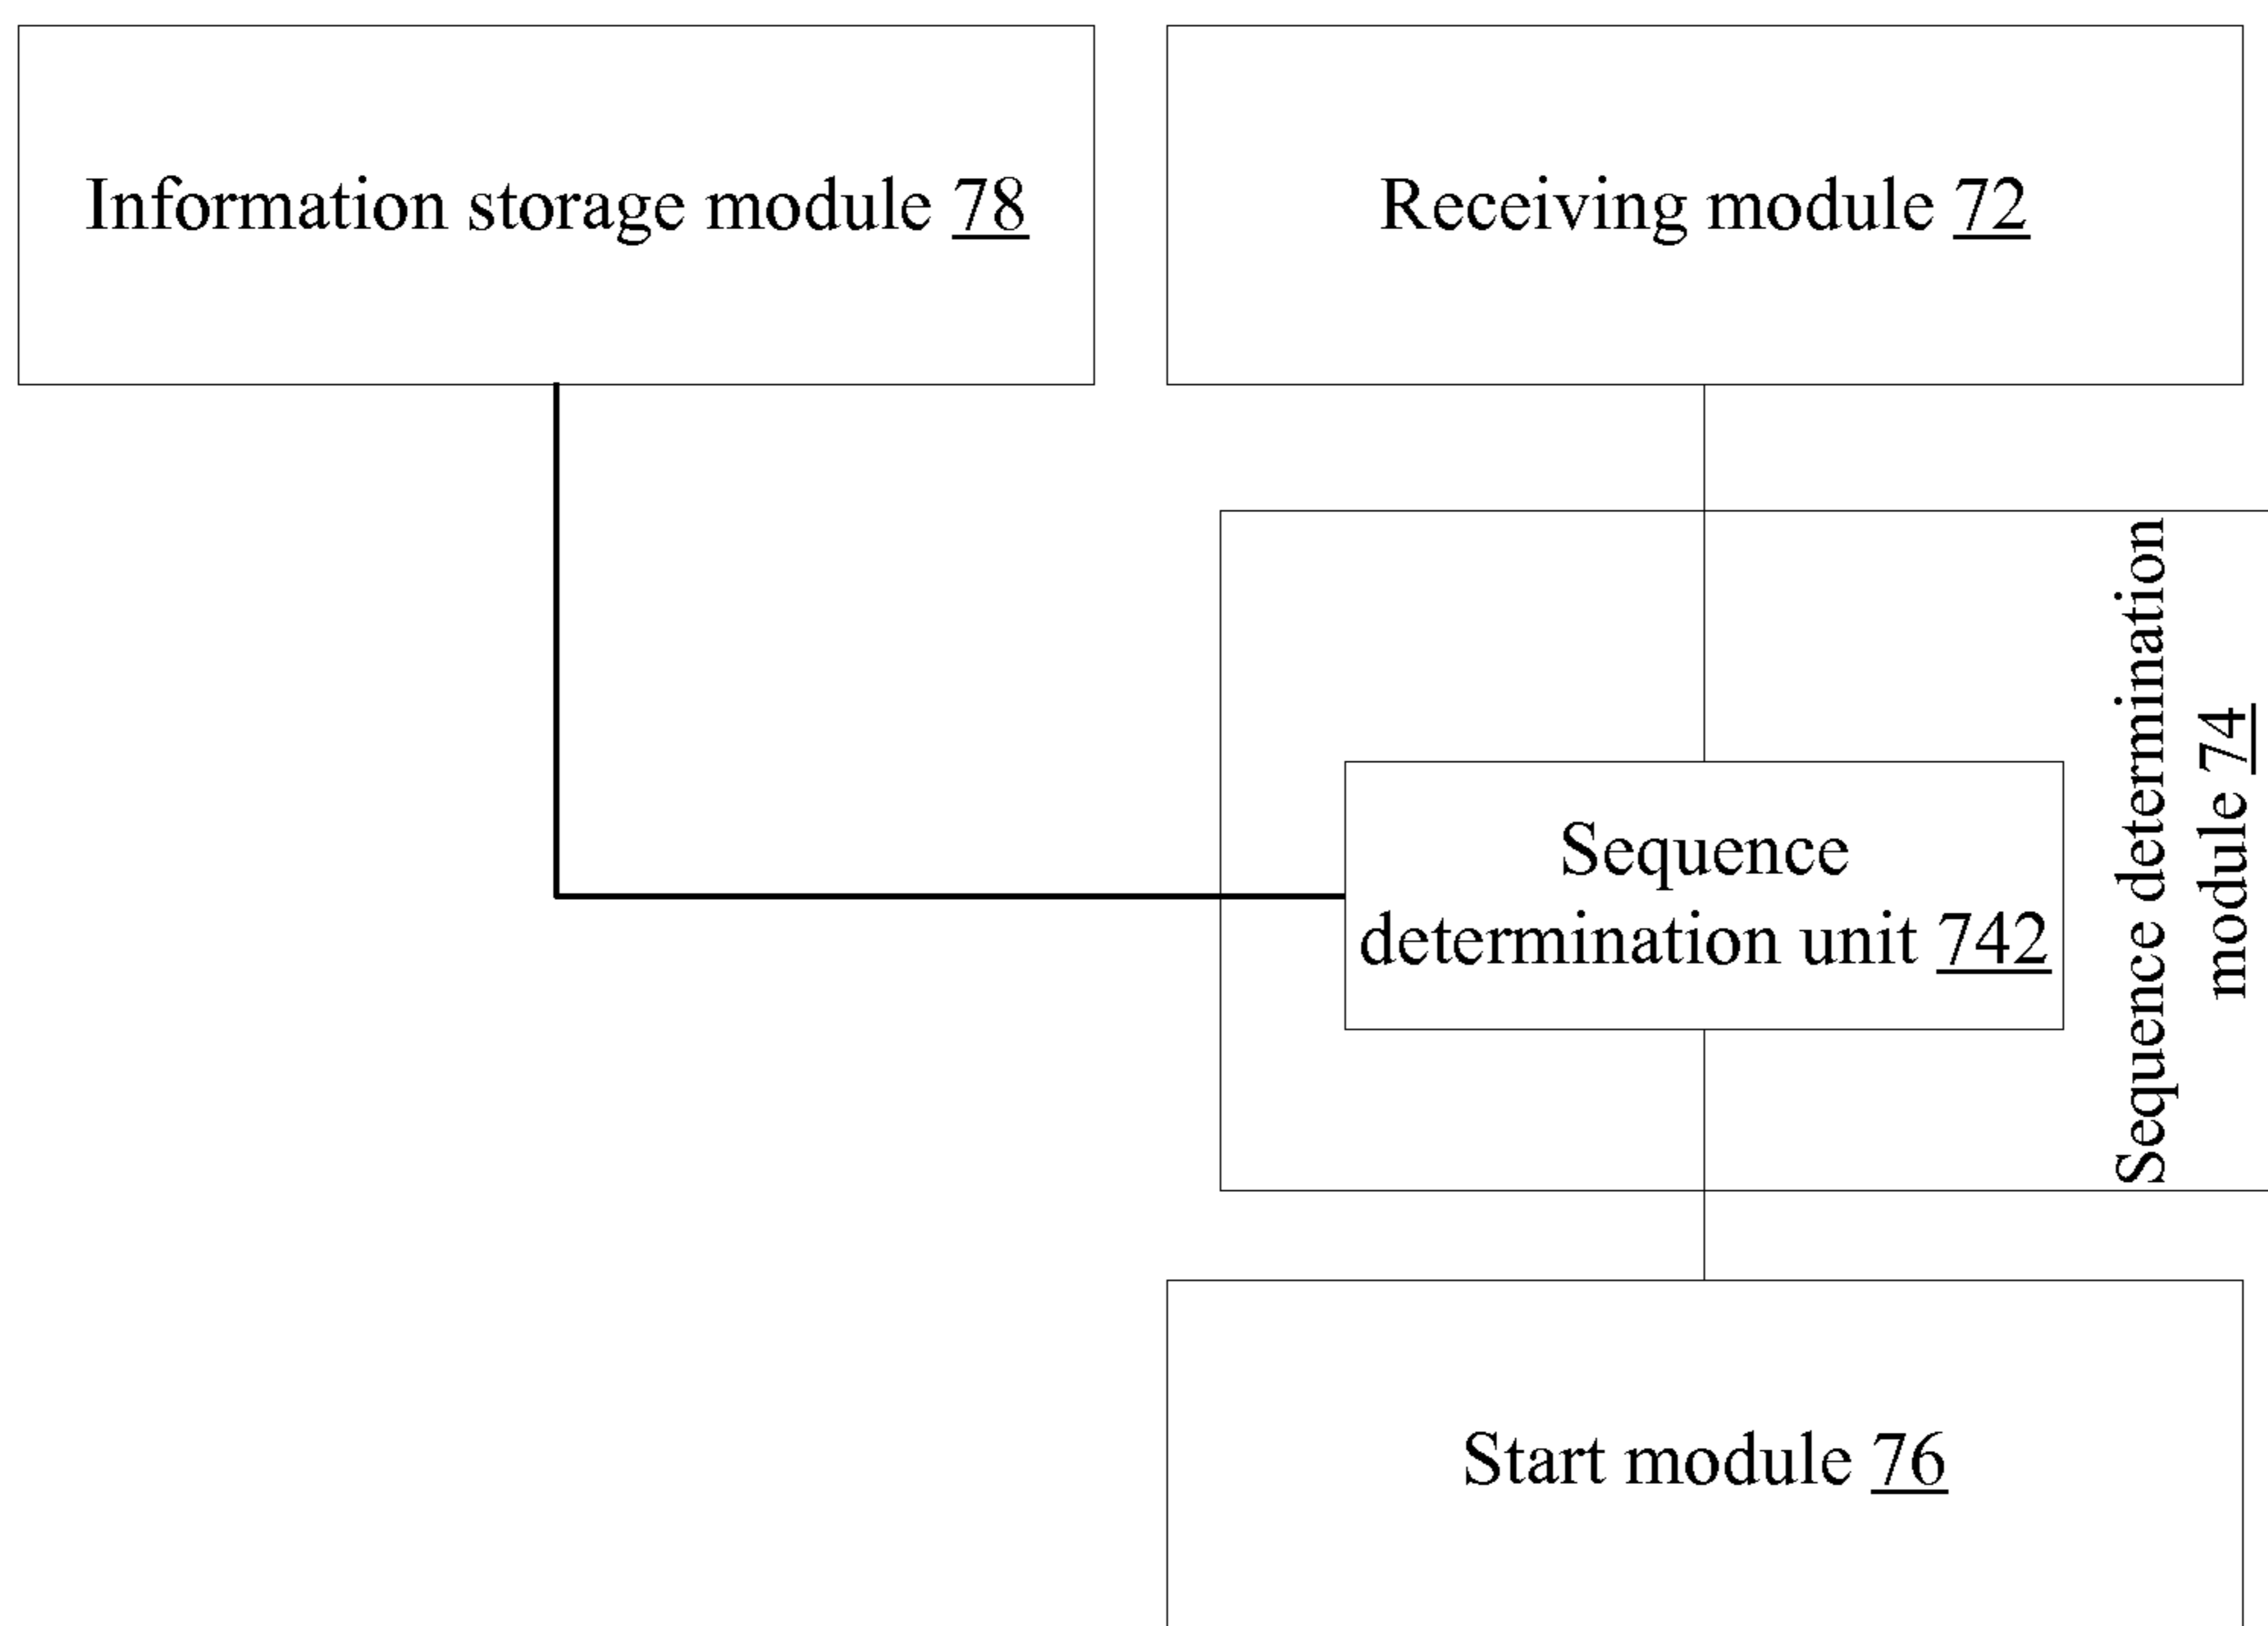 Information storage module 78
Receiving module 72
Sequence determination
module 74
Sequence
determination unit 742
Start module 76